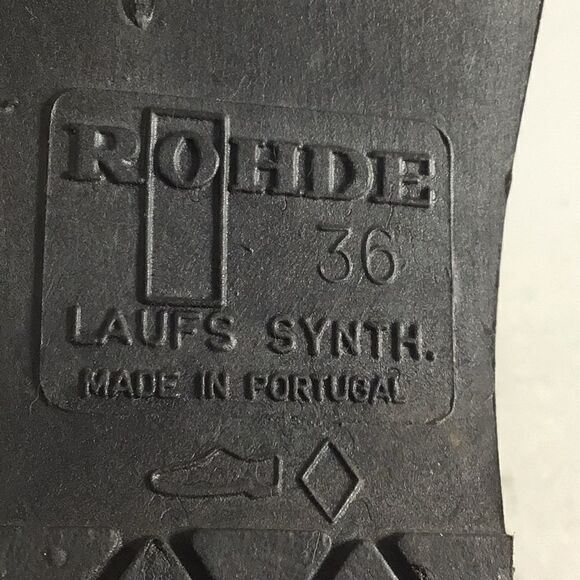 ROHDE
36
LAUFS SYNTH.
MADE IN PORTUGAL